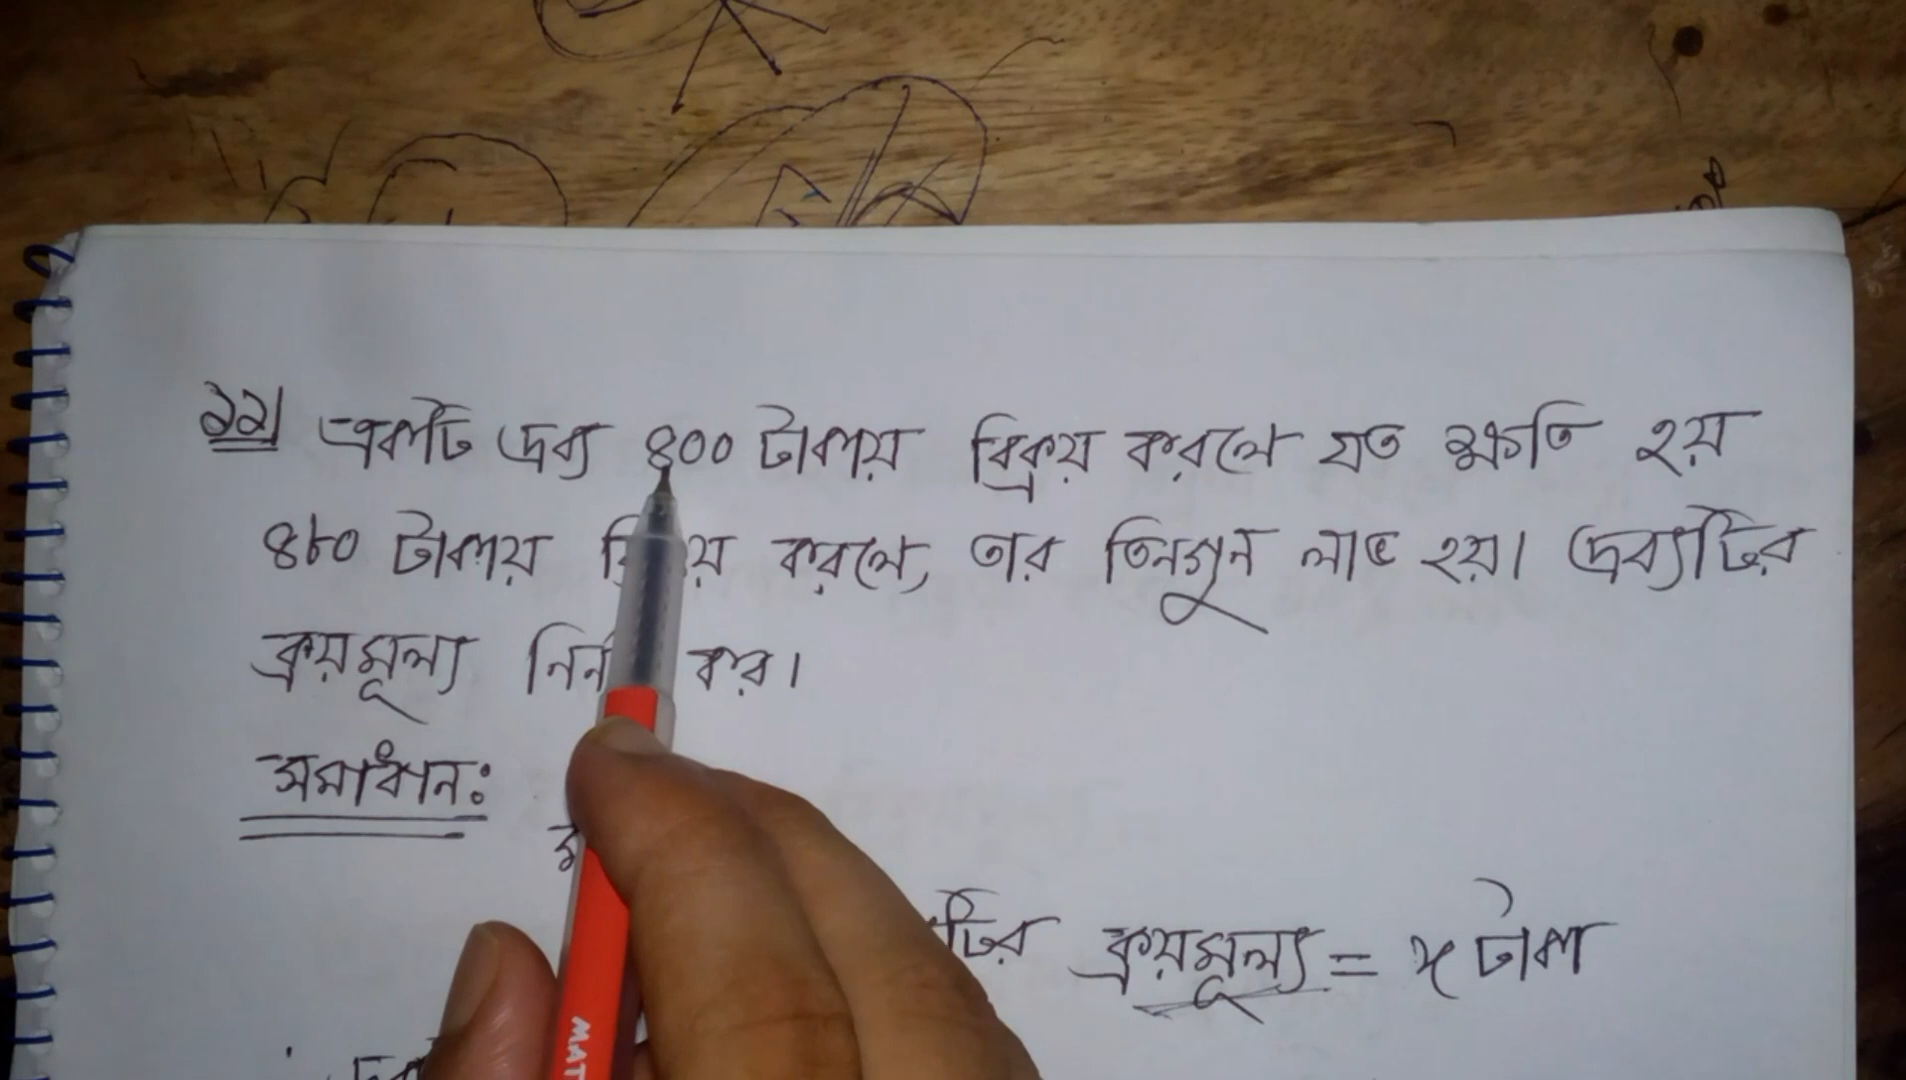 ১১। একটি দ্রব্য ৪০০ টাকায় বিক্রয় করলে যত ক্ষতি হয়
৪৮০ টাকায় করলে, তার তিনগুন লাভ হয়। দ্রব্যটির
ক্রয়মূল্য কর।
সমাধান:
ক্রয়মূল্য = x টাকা
MAT